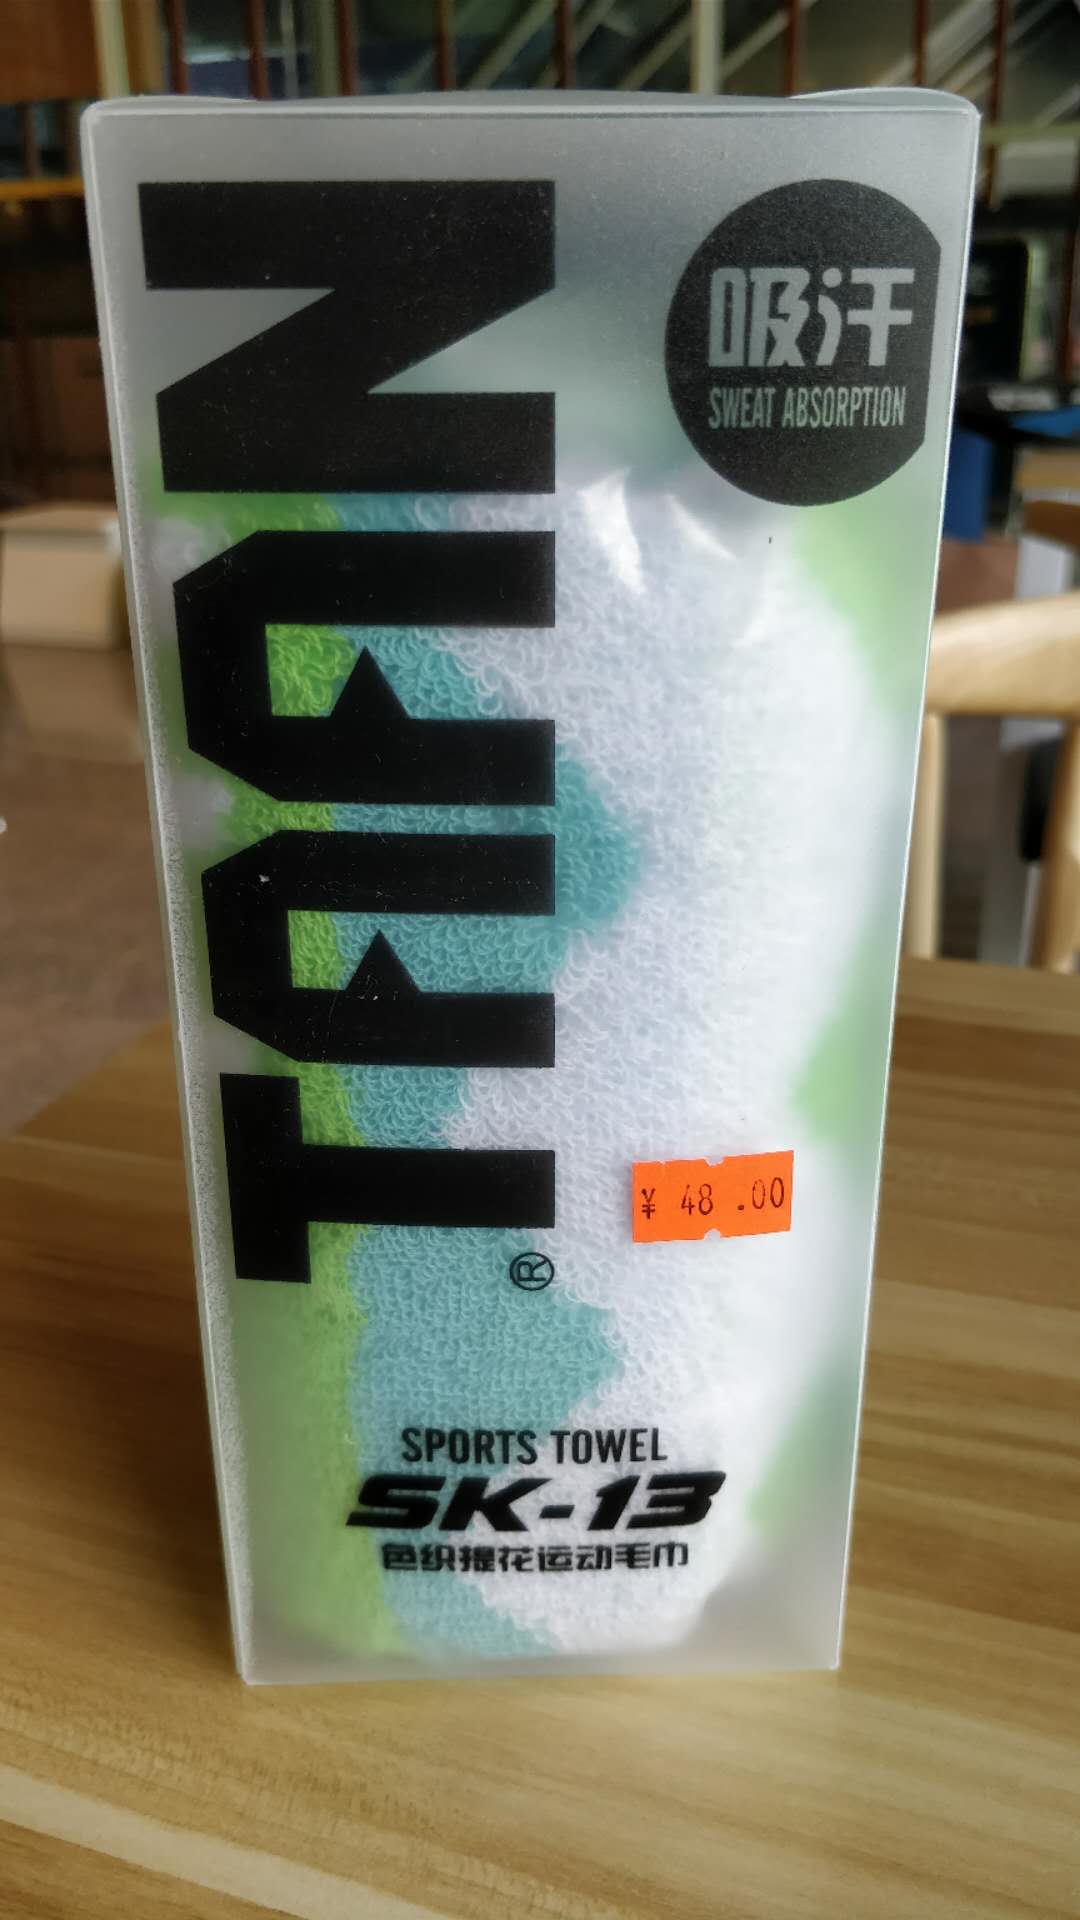 TAAN®
吸汗
SWEAT ABSORPTION
¥ 48.00
SPORTS TOWEL
SK-13
色织提花运动毛巾